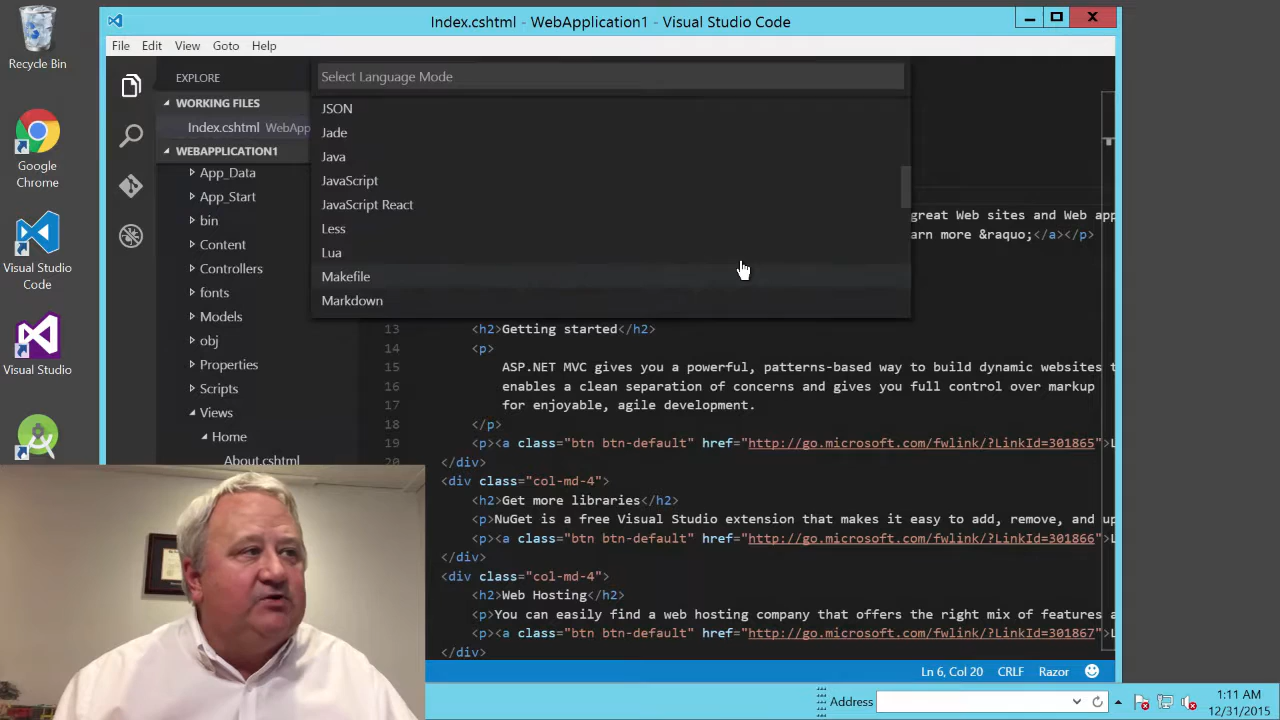 Recycle Bin
Google
Chrome
Visual Studio
Code
Visual Studio
Index.cshtml - WebApplication1 - Visual Studio Code
File Edit View Goto Help
EXPLORE
WORKING FILES
Index.cshtml WebApp
WEBAPPLICATION1
App_Data
App_Start
bin
Content
Controllers
fonts
Models
obj
Properties
Scripts
Views
Home
About.cshtml
Select Language Mode
JSON
Jade
Java
JavaScript
JavaScript React
Less
Lua
Makefile
Markdown
great Web sites and Web app
arn more &raquo;</a></p>
13 <h2>Getting started</h2>
14 <p>
15 ASP.NET MVC gives you a powerful, patterns-based way to build dynamic websites t
16 enables a clean separation of concerns and gives you full control over markup
17 for enjoyable, agile development.
18 </p>
19 <p><a class="btn btn-default" href="http://go.microsoft.com/fwlink/?LinkId=301865">L
20 </div>
<div class="col-md-4">
<h2>Get more libraries</h2>
<p>NuGet is a free Visual Studio extension that makes it easy to add, remove, and up
<p><a class="btn btn-default" href="http://go.microsoft.com/fwlink/?LinkId=301866">L
</div>
<div class="col-md-4">
<h2>Web Hosting</h2>
<p>You can easily find a web hosting company that offers the right mix of features a
<p><a class="btn btn-default" href="http://go.microsoft.com/fwlink/?LinkId=301867">L
</div>
Ln 6, Col 20 CRLF Razor
Address
1:11 AM
12/31/2015